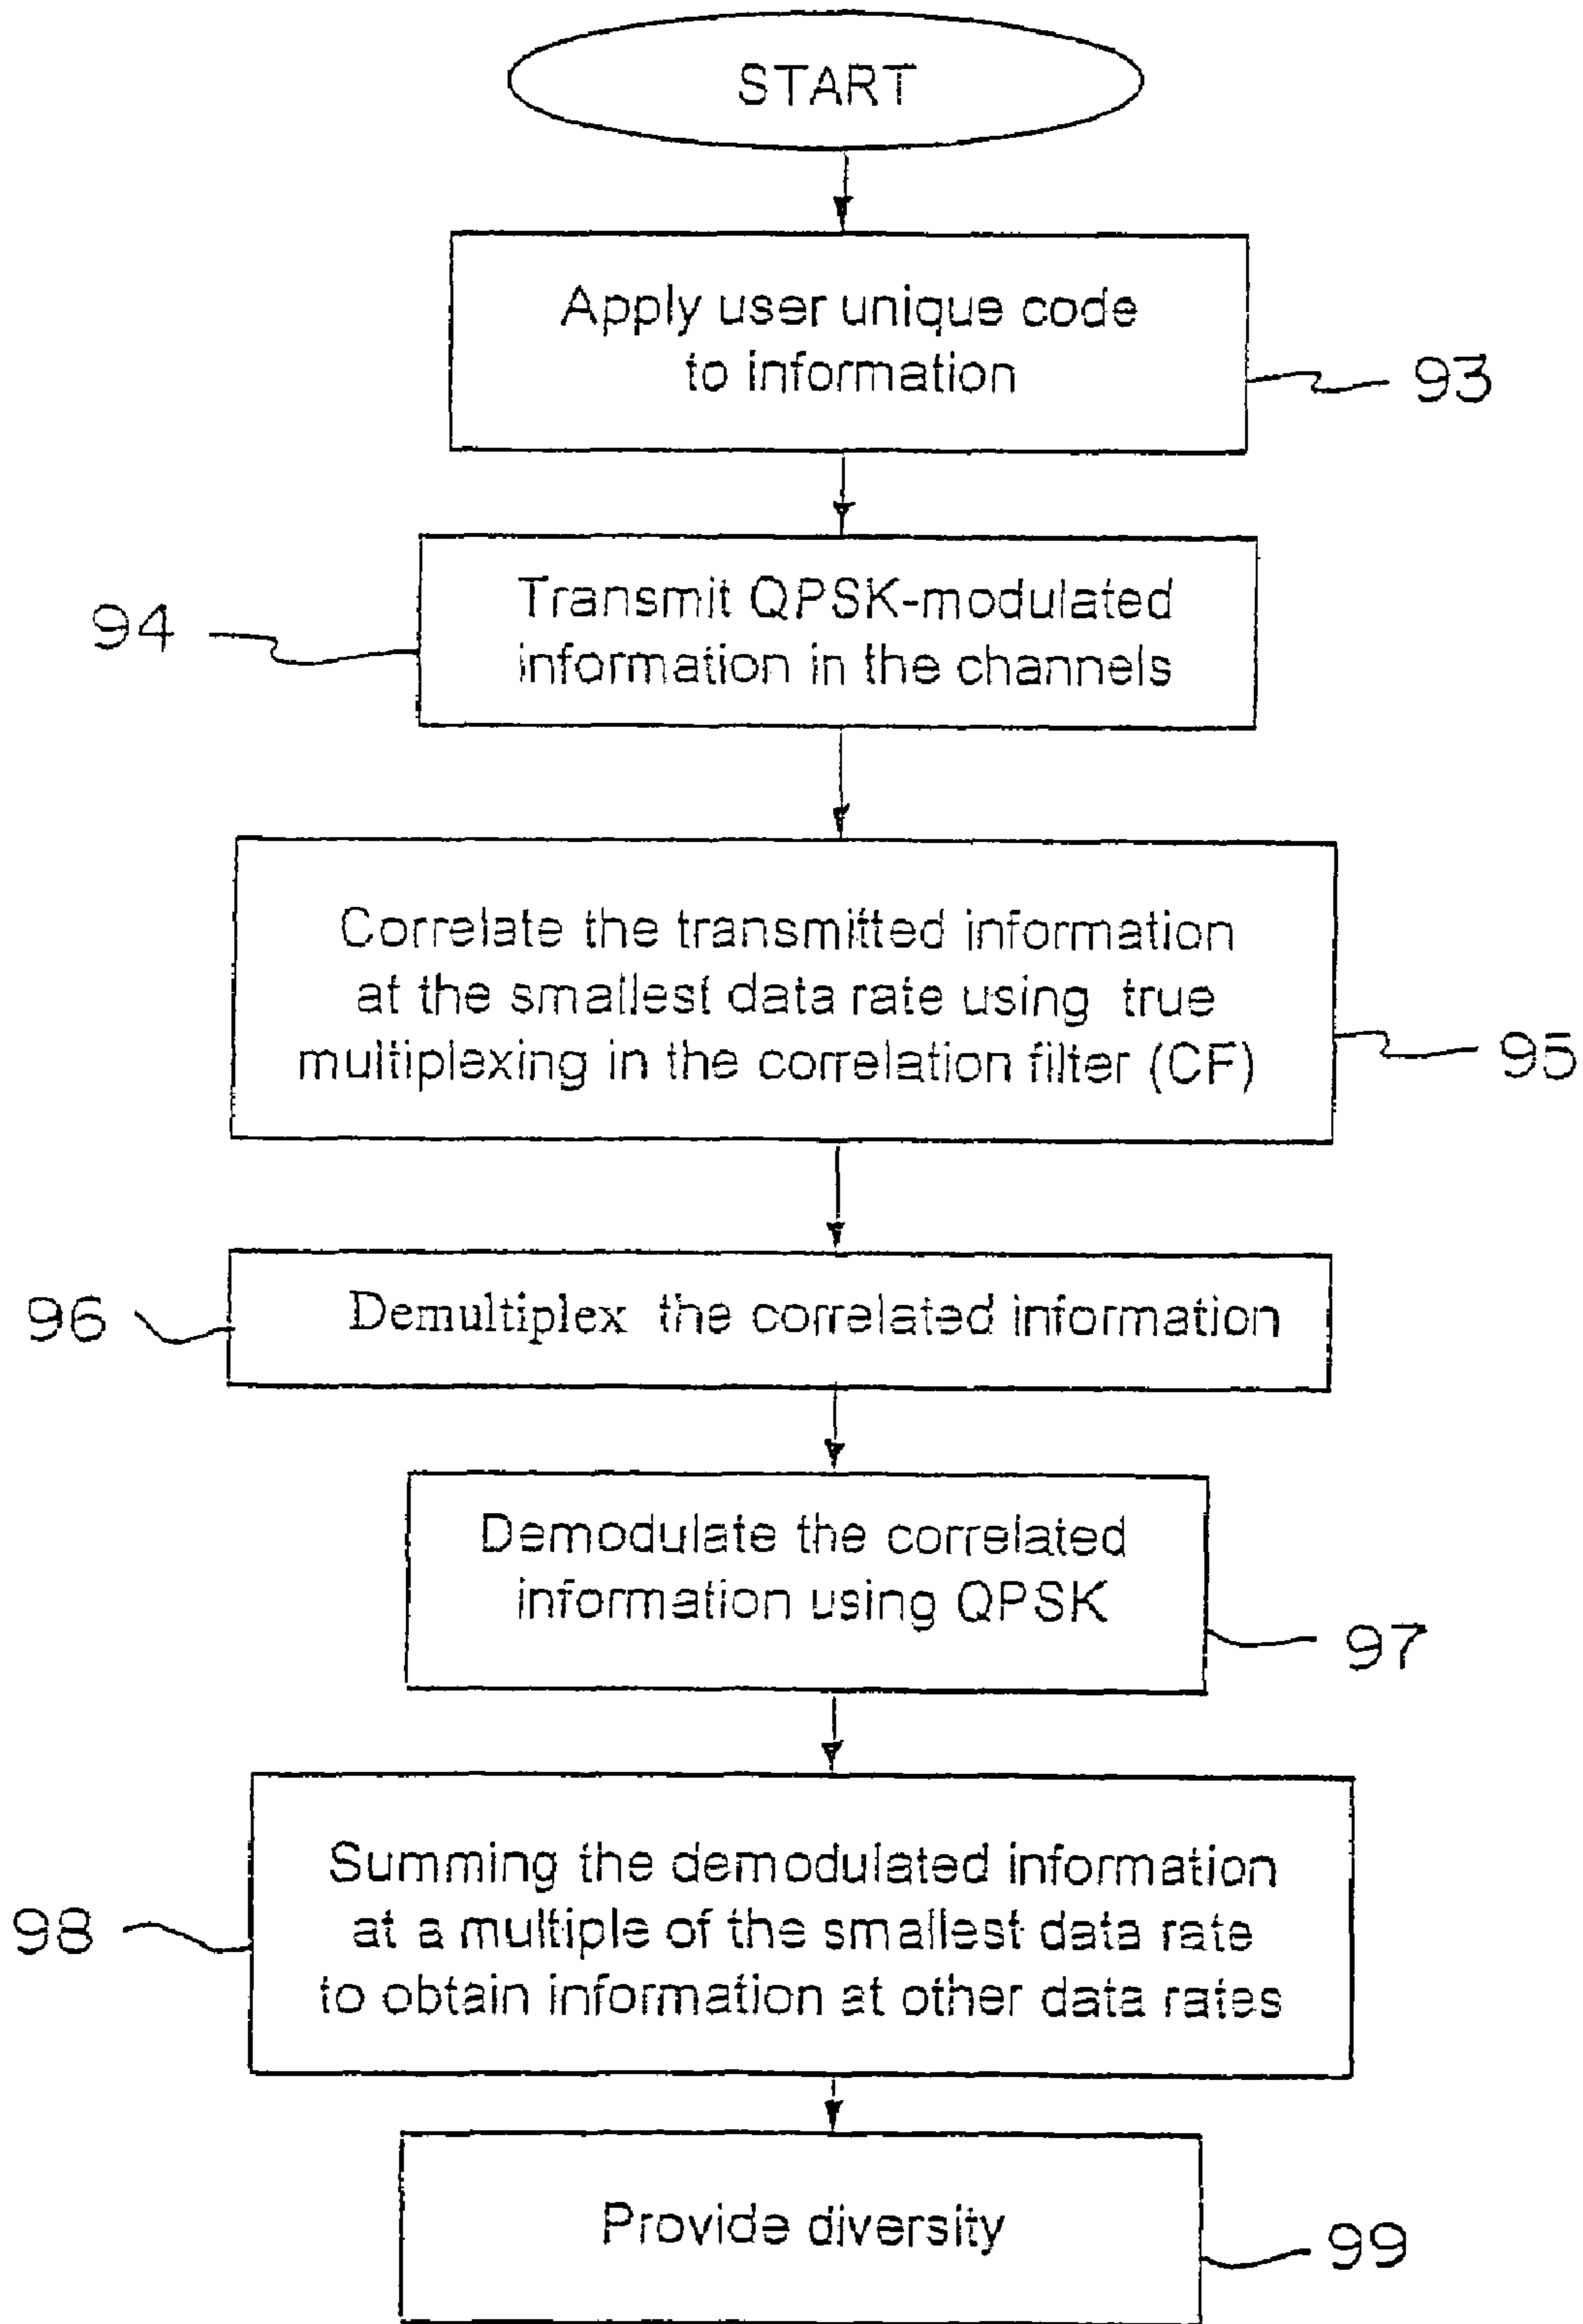 START
Apply user unique code
to information
93
Transmit QPSK-modulated
information in the channels
94
Correlate the transmitted information
at the smallest data rate using true
multiplexing in the correlation filter (CF)
95
96
Demultiplex the correlated information
Demodulate the correlated
information using QPSK
97
Summing the demodulated information
at a multiple of the smallest data rate
to obtain information at other data rates
98
Provide diversity
99